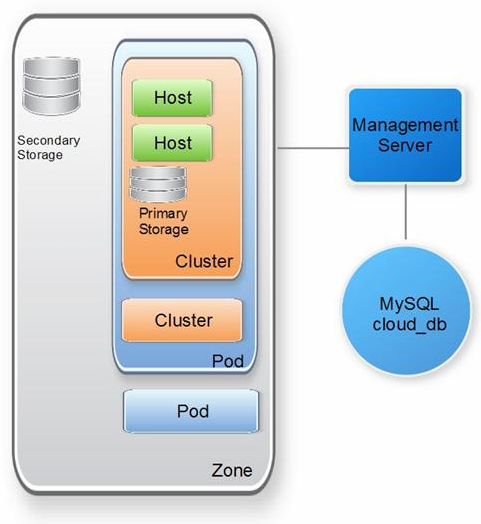 Secondary
Storage
Host
Host
Primary
Storage
Cluster
Cluster
Pod
Pod
Zone
Management
Server
MySQL
cloud_db